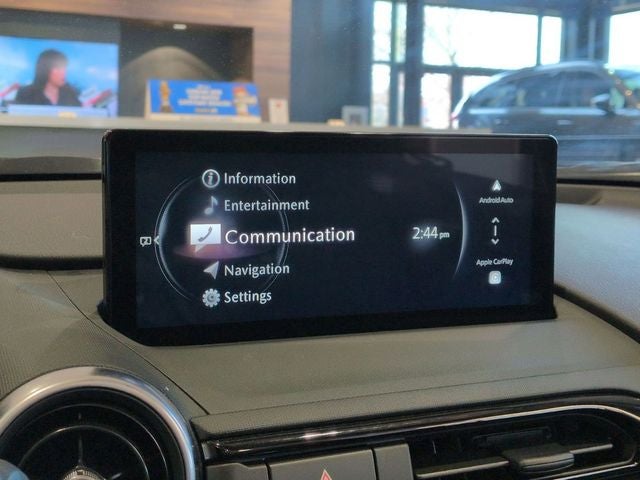 Information
Entertainment
Communication
2:44 pm
Navigation
Settings
Android Auto
Apple CarPlay